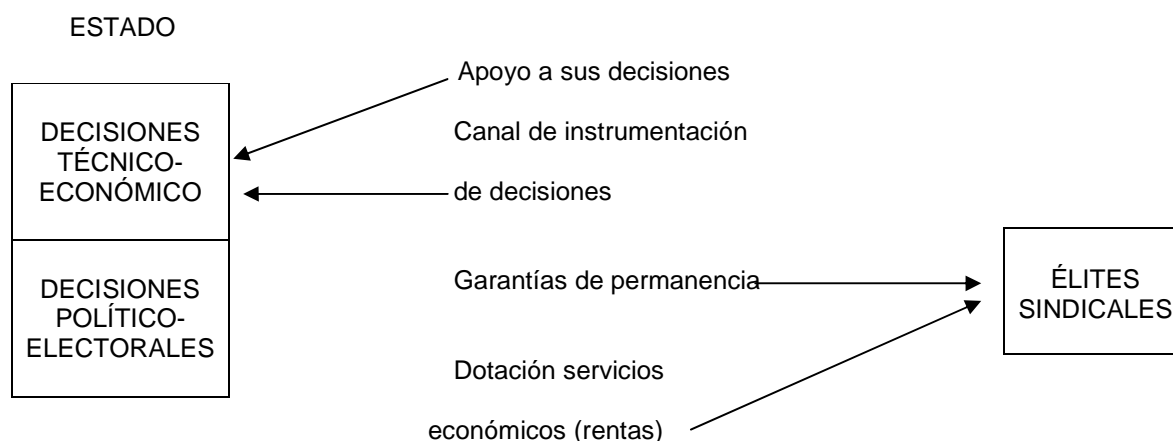 ESTADO
Apoyo a sus decisiones
DECISIONES
TÉCNICO-
ECONÓMICO
Canal de instrumentación
de decisiones
DECISIONES
POLÍTICO-
ELECTORALES
Garantías de permanencia
Dotación servicios
económicos (rentas)
ÉLITES
SINDICALES